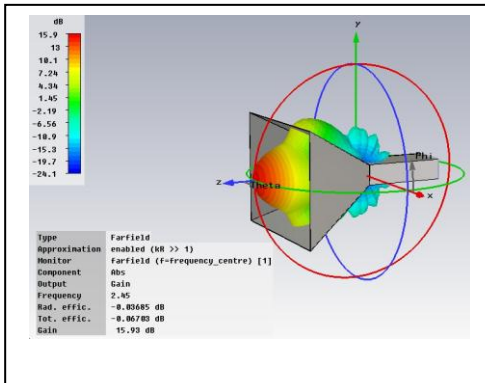 dB
15.9
13
10.1
7.24
4.34
1.45
-2.19
-6.56
-10.9
-15.3
-19.7
-24.1
y
Phi
z
Theta
x
Type Farfield
Approximation enabled (kR >> 1)
Monitor farfield (f=frequency_centre) [1]
Component Abs
Output Gain
Frequency 2.45
Rad. effic. -0.03685 dB
Tot. effic. -0.06703 dB
Gain 15.93 dB